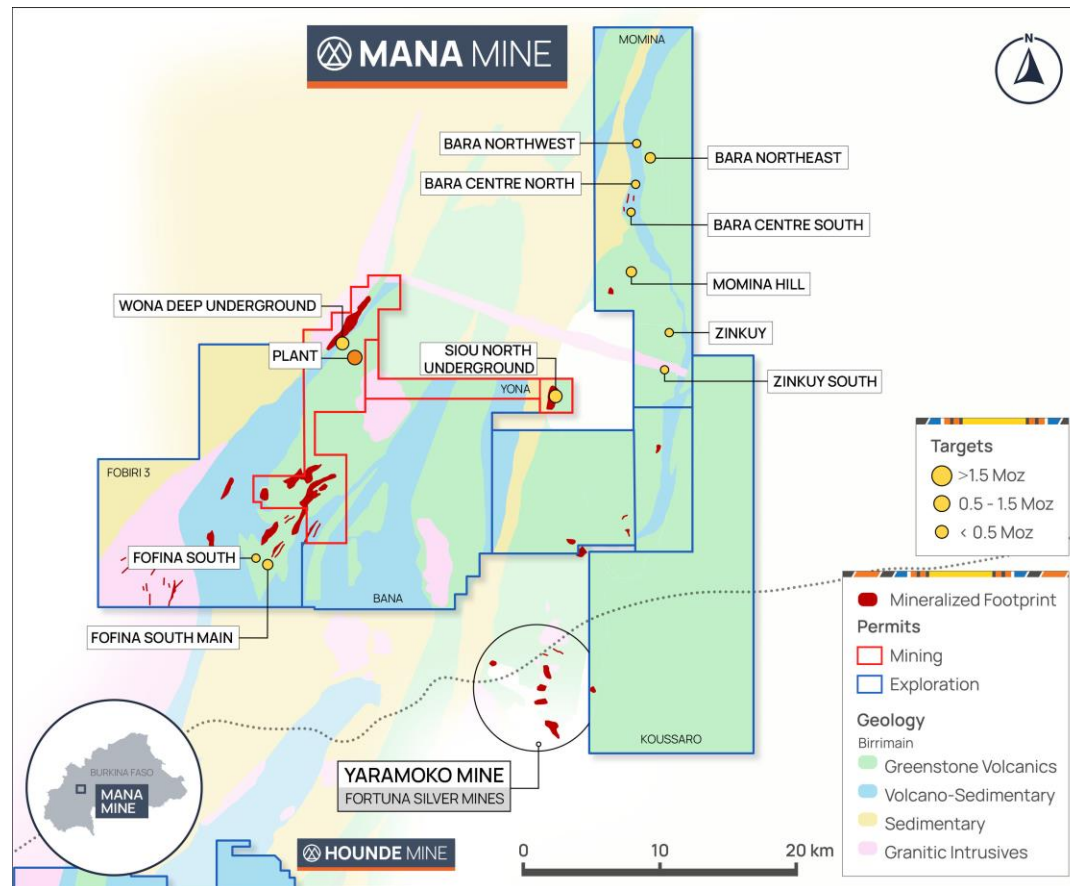 MANA MINE
N
MOMINA
BARA NORTHWEST
BARA NORTHEAST
BARA CENTRE NORTH
BARA CENTRE SOUTH
MOMINA HILL
WONA DEEP UNDERGROUND
ZINKUY
PLANT
SIOU NORTH
UNDERGROUND
ZINKUY SOUTH
YONA
FOBIRI 3
FOFINA SOUTH
BANA
FOFINA SOUTH MAIN
KOUSSARO
YARAMOKO MINE
FORTUNA SILVER MINES
BURKINA FASO
MANA
MINE
HOUNDE MINE
0 10 20 km
Targets
>1.5 Moz
0.5 - 1.5 Moz
< 0.5 Moz
Mineralized Footprint
Permits
Mining
Exploration
Geology
Birrimain
Greenstone Volcanics
Volcano-Sedimentary
Sedimentary
Granitic Intrusives